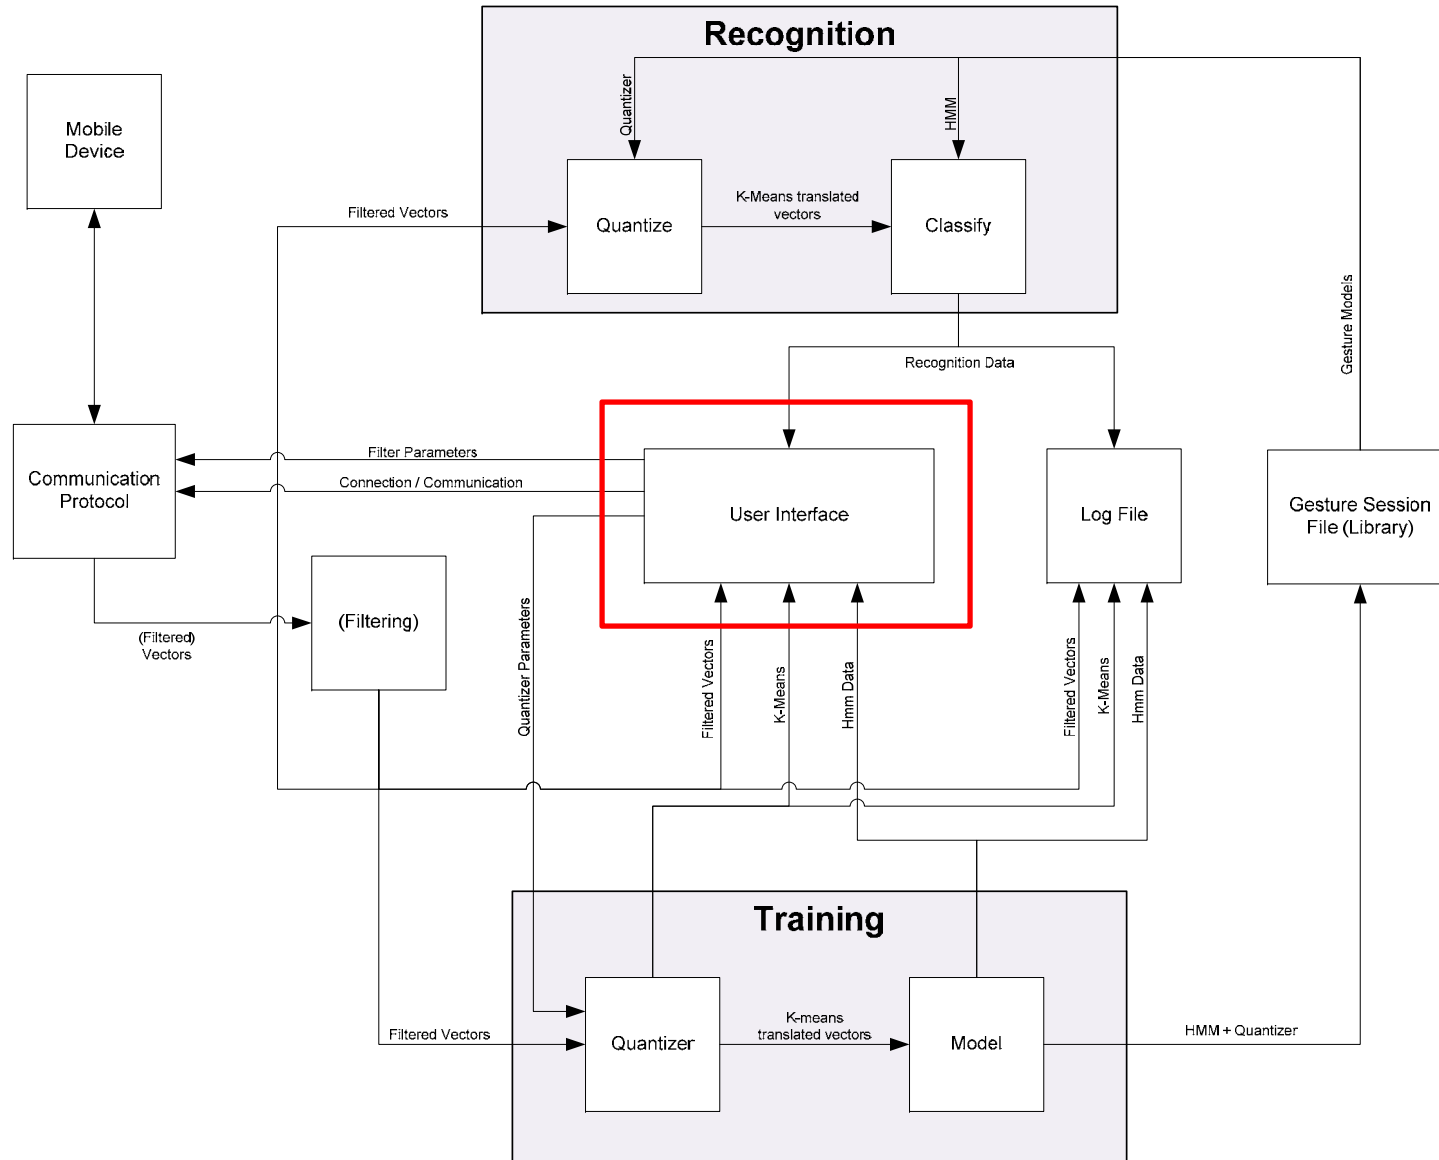 Recognition
Mobile
Device
Quantizer
HMM
Filtered Vectors
Quantize
K-Means translated
vectors
Classify
Gesture Models
Recognition Data
Communication
Protocol
Filter Parameters
Connection / Communication
User Interface
Log File
Gesture Session
File (Library)
(Filtered)
Vectors
(Filtering)
Quantizer Parameters
Filtered Vectors
K-Means
Hmm Data
Filtered Vectors
K-Means
Hmm Data
Training
Filtered Vectors
Quantizer
K-means
translated vectors
Model
HMM + Quantizer